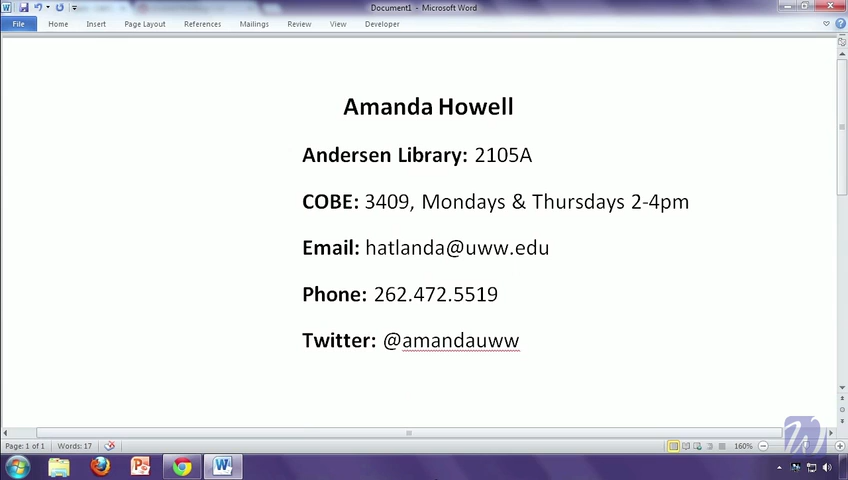 Document1 - Microsoft Word
File Home Insert Page Layout References Mailings Review View Developer
Amanda Howell
Andersen Library: 2105A
COBE: 3409, Mondays & Thursdays 2-4pm
Email: hatlanda@uww.edu
Phone: 262.472.5519
Twitter: @amandauww
Page: 1 of 1 Words: 17 160%